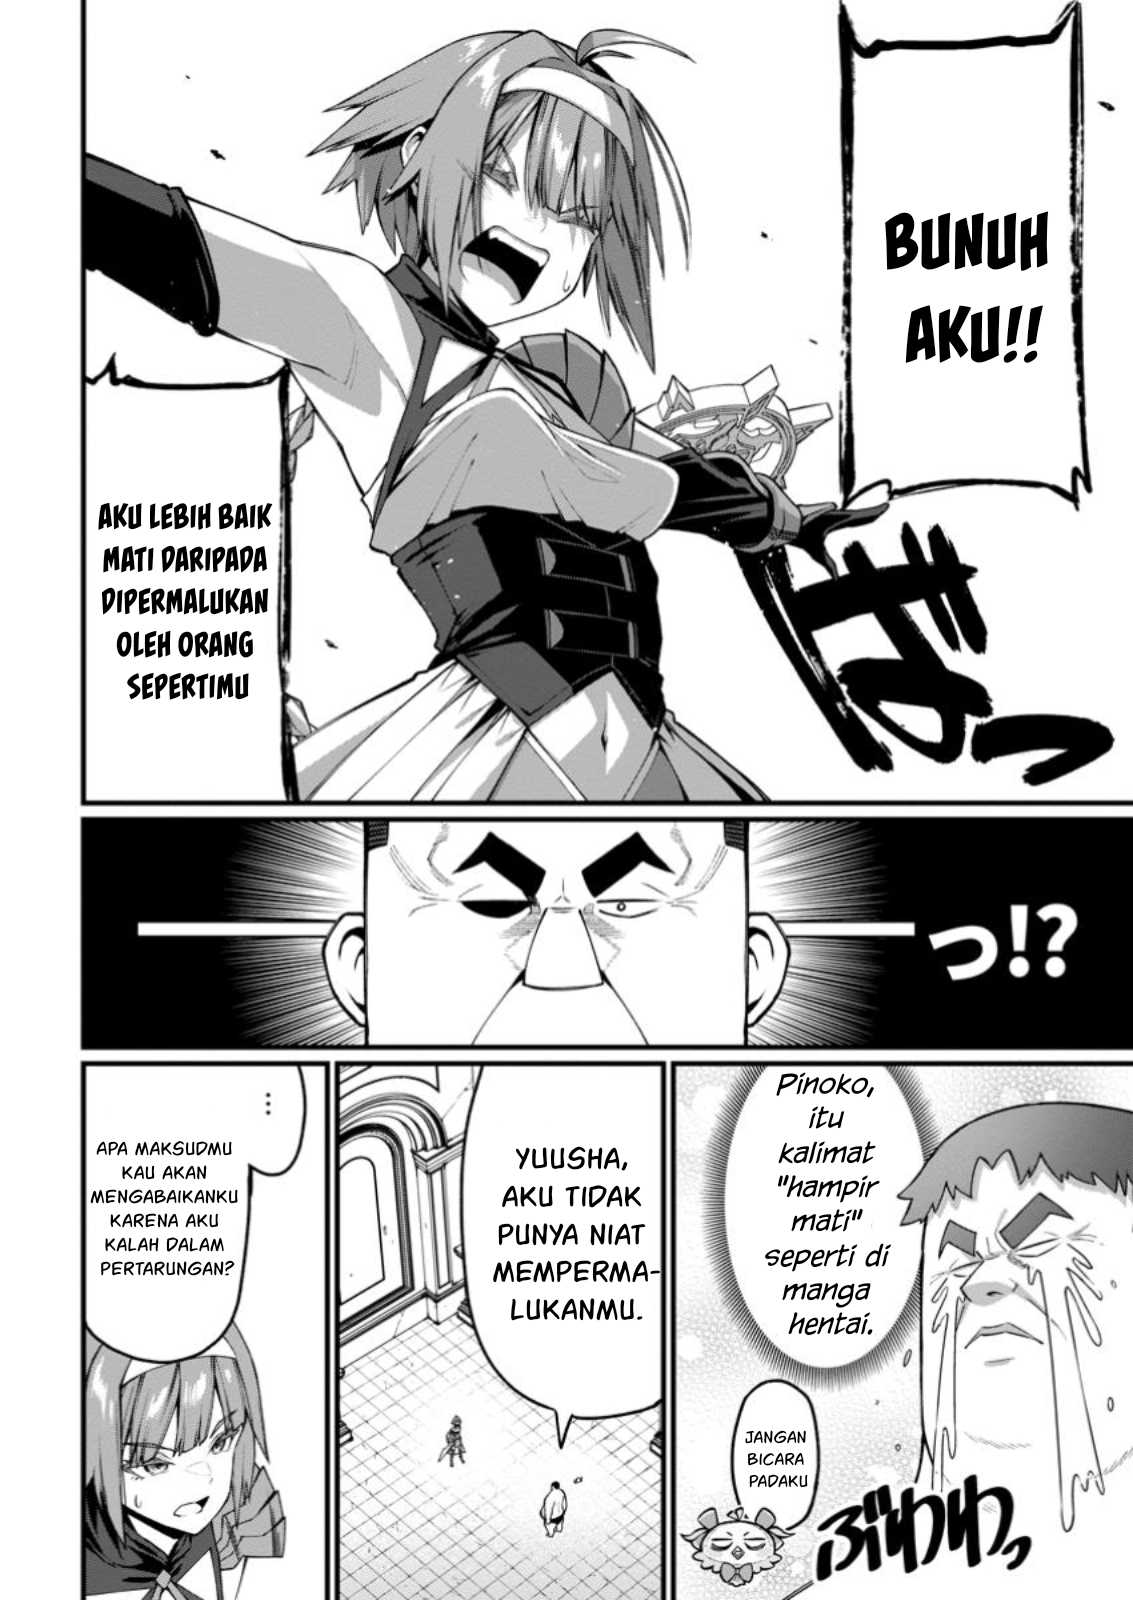 BUNUH
AKU!!
ばっ
AKU LEBIH BAIK
MATI DARIPADA
DIPERMALUKAN
OLEH ORANG
SEPERTIMU
っ!?
Pinoko,
itu
kalimat
"hampir
mati"
seperti di
manga
hentai.
JANGAN
BICARA
PADAKU
ぶわわっ
YUUSHA,
AKU TIDAK
PUNYA NIAT
MEMPERMA-
LUKANMU.
...
APA MAKSUDMU
KAU AKAN
MENGABAIKANKU
KARENA AKU
KALAH DALAM
PERTARUNGAN?